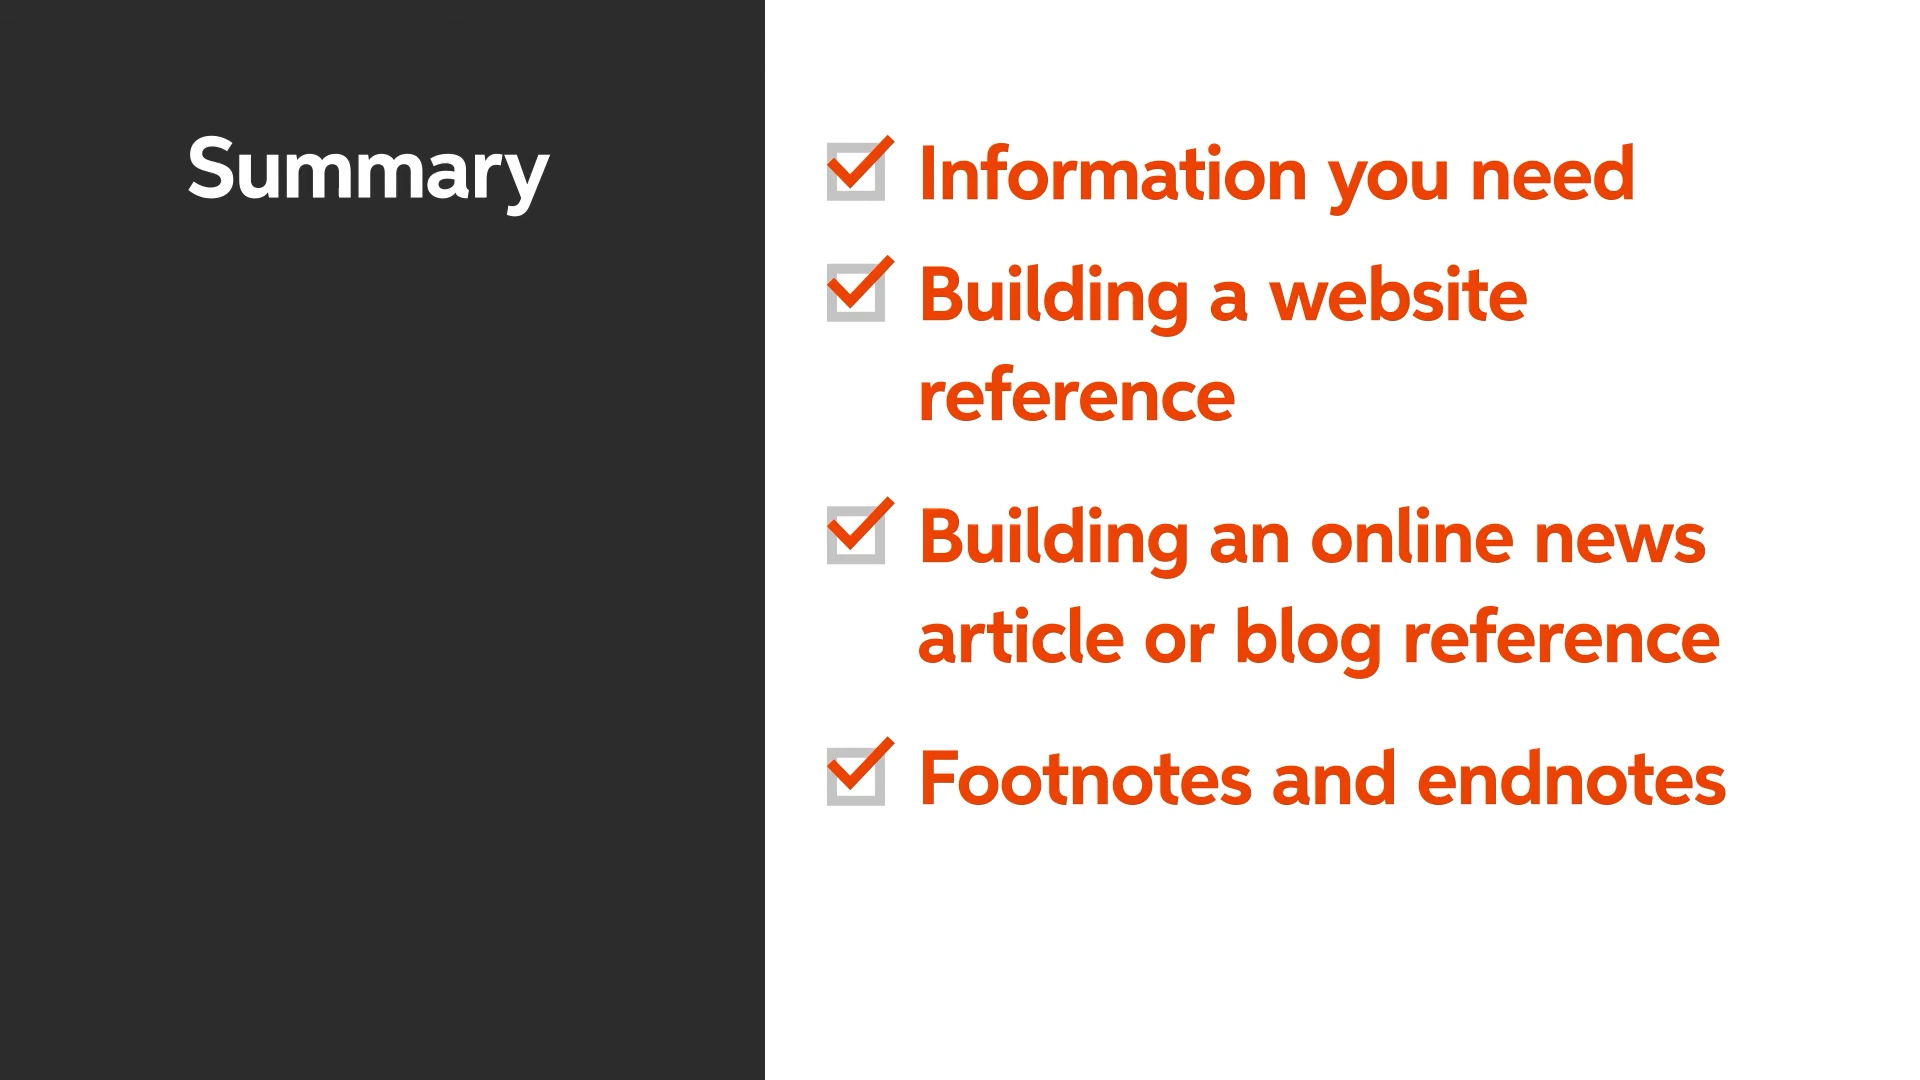 Summary
Information you need
Building a website
reference
Building an online news
article or blog reference
Footnotes and endnotes